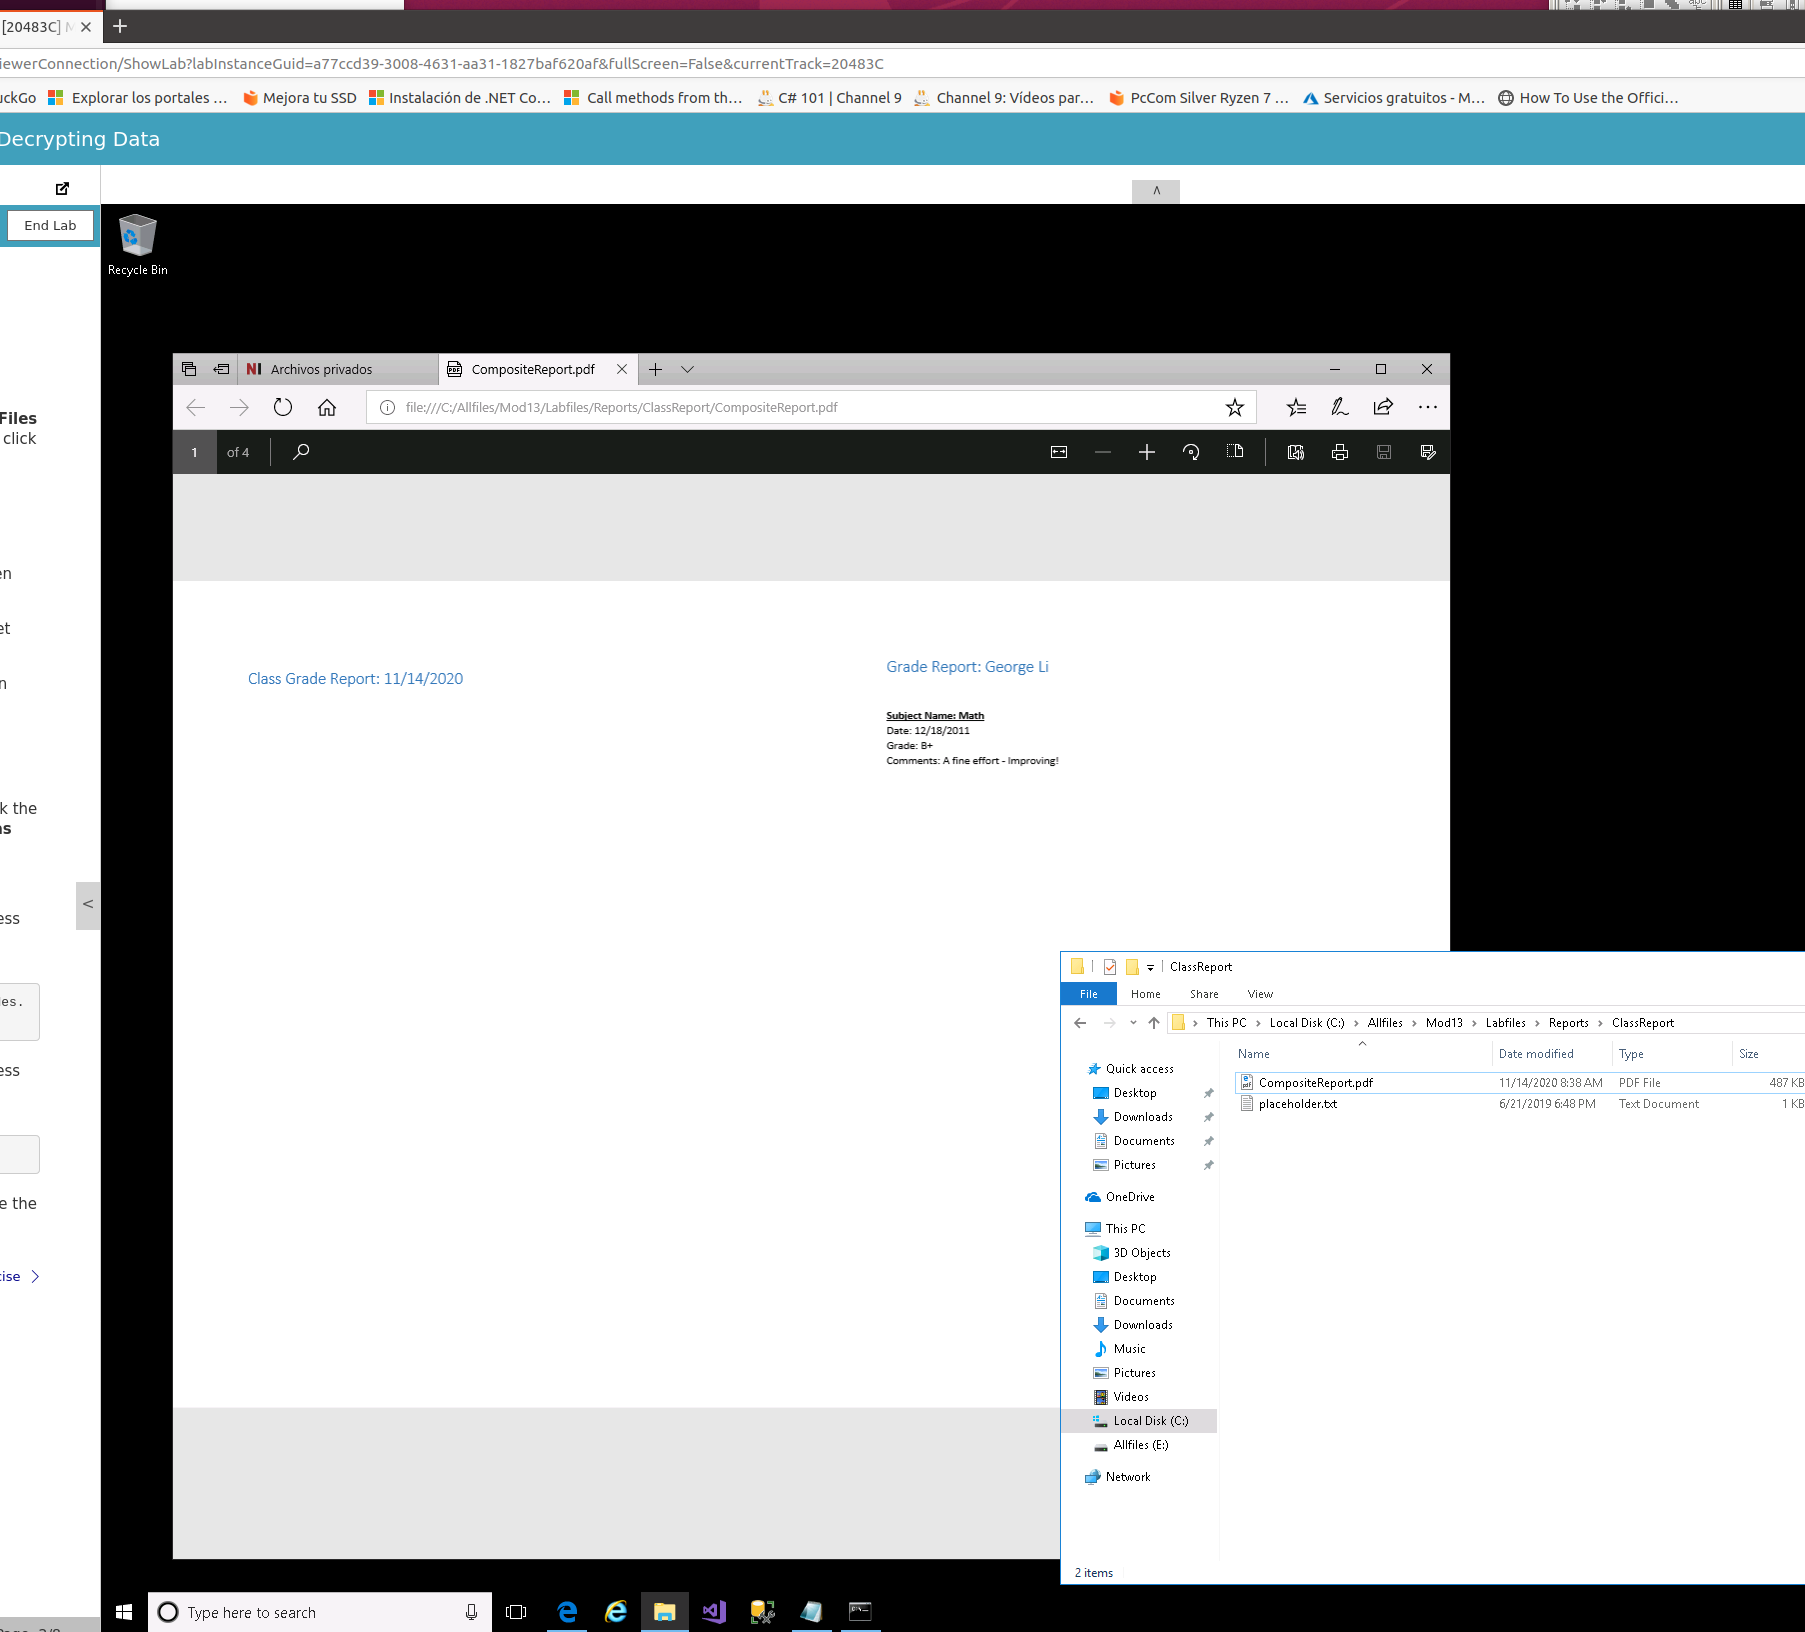 [20483C] M
iewerConnection/ShowLab?labInstanceGuid=a77ccd39-3008-4631-aa31-1827baf620af&fullScreen=False&currentTrack=20483C
uckGo
Explorar los portales ...
Mejora tu SSD
Instalación de .NET Co...
Call methods from th...
C# 101 | Channel 9
Channel 9: Vídeos par...
PcCom Silver Ryzen 7 ...
Servicios gratuitos - M...
How To Use the Offici...
Decrypting Data
End Lab
Files
click
en
et
n
k the
as
ess
les.
ess
e the
cise
Recycle Bin
Archivos privados
CompositeReport.pdf
file:///C:/Allfiles/Mod13/Labfiles/Reports/ClassReport/CompositeReport.pdf
1 of 4
Class Grade Report: 11/14/2020
Grade Report: George Li
Subject Name: Math
Date: 12/18/2011
Grade: B+
Comments: A fine effort - Improving!
ClassReport
File Home Share View
This PC > Local Disk (C:) > Allfiles > Mod13 > Labfiles > Reports > ClassReport
Name Date modified Type Size
CompositeReport.pdf 11/14/2020 8:38 AM PDF File 487 KB
placeholder.txt 6/21/2019 6:48 PM Text Document 1 KB
Quick access
Desktop
Downloads
Documents
Pictures
OneDrive
This PC
3D Objects
Desktop
Documents
Downloads
Music
Pictures
Videos
Local Disk (C:)
Allfiles (E:)
Network
2 items
Type here to search